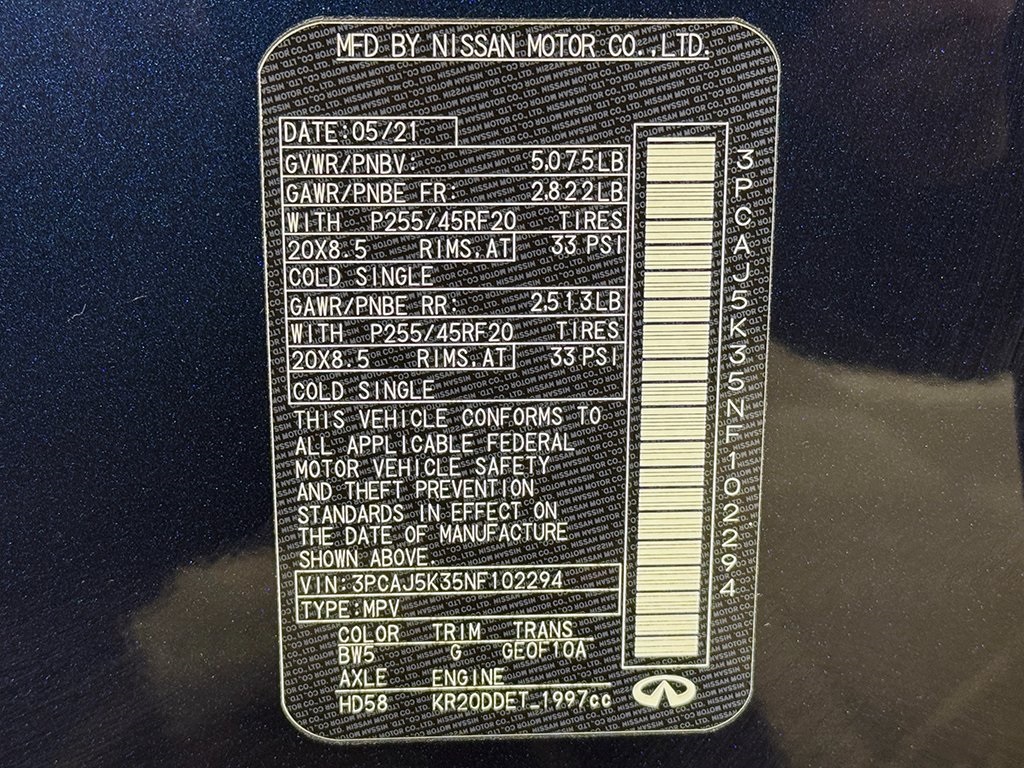 MFD BY NISSAN MOTOR CO.,LTD.
DATE:05/21
GVWR/PNBV: 5,075LB
GAWR/PNBE FR: 2,822LB
WITH P255/45RF20 TIRES
20X8.5 RIMS,AT 33 PSI
COLD SINGLE
GAWR/PNBE RR: 2,513LB
WITH P255/45RF20 TIRES
20X8.5 RIMS,AT 33 PSI
COLD SINGLE
THIS VEHICLE CONFORMS TO
ALL APPLICABLE FEDERAL
MOTOR VEHICLE SAFETY
AND THEFT PREVENTION
STANDARDS IN EFFECT ON
THE DATE OF MANUFACTURE
SHOWN ABOVE.
VIN:3PCAJ5K35NF102294
TYPE:MPV
COLOR TRIM TRANS
BW5 G GE0F10A
AXLE ENGINE
HD58 KR20DDET_1997cc
3PCAJ5K35NF102294